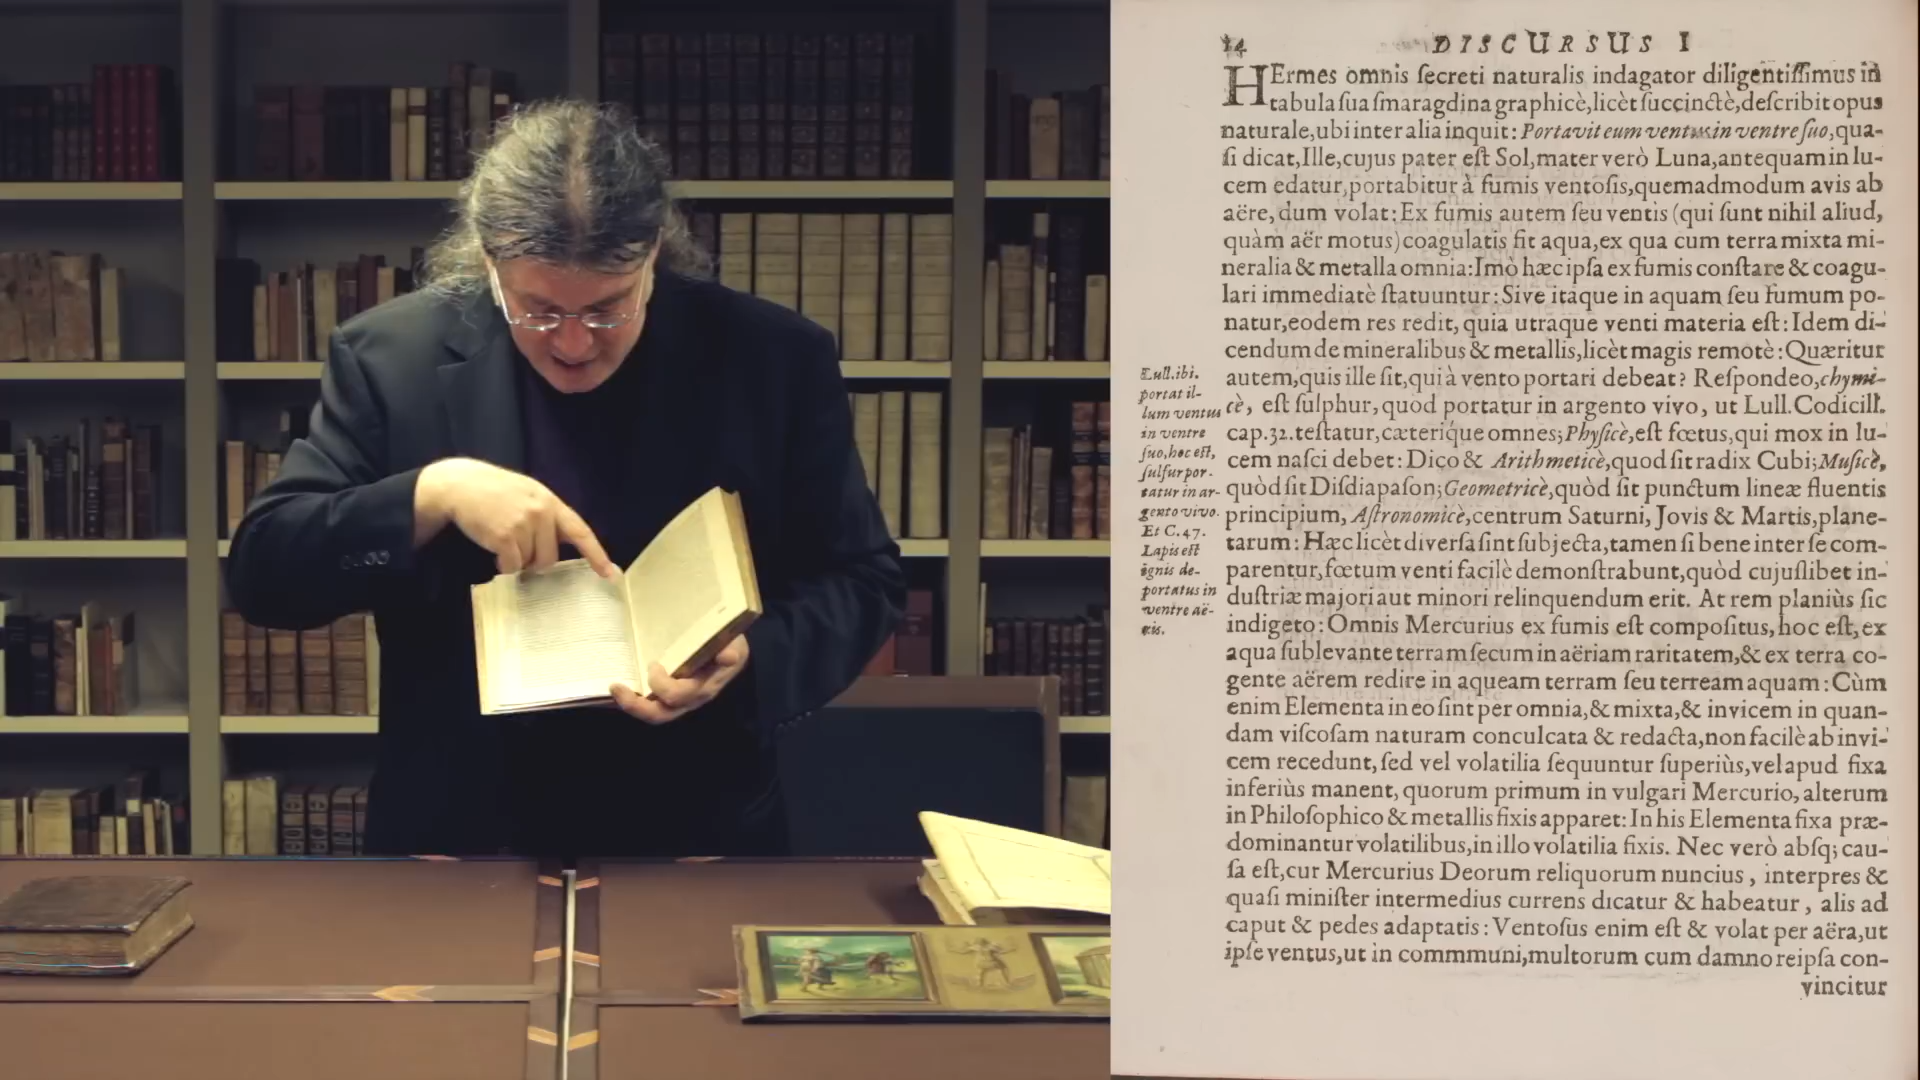 14 DISCURSUS I
HErmes omnis ſecreti naturalis indagator diligentiſſimus in
tabula ſua ſmaragdina graphicè, licèt ſuccinctè, deſcribit opus
naturale, ubi inter alia inquit: Portavit eum ventus in ventre ſuo, qua-
ſi dicat, Ille, cujus pater eſt Sol, mater verò Luna, antequam in lu-
cem edatur, portabitur à fumis ventoſis, quemadmodum avis ab
aëre, dum volat: Ex fumis autem ſeu ventis (qui ſunt nihil aliud,
quàm aër motus) coagulatis fit aqua, ex qua cum terra mixta mi-
neralia & metalla omnia: Imò hæc ipſa ex fumis conſtare & coagu-
lari immediatè ſtatuuntur: Sive itaque in aquam ſeu fumum po-
natur, eodem res redit, quia utraque venti materia eſt: Idem di-
cendum de mineralibus & metallis, licèt magis remotè: Quæritur
autem, quis ille ſit, qui à vento portari debeat? Reſpondeo, chymi-
cè, eſt ſulphur, quod portatur in argento vivo, ut Lull. Codicill.
cap. 32. teſtatur, cæterique omnes; Phyſicè, eſt fœtus, qui mox in lu-
cem naſci debet: Dico & Arithmeticè, quod ſit radix Cubi; Muſicè,
quòd ſit Diſdiapaſon; Geometricè, quòd ſit punctum lineæ fluentis
principium, Aſtronomicè, centrum Saturni, Jovis & Martis, plane-
tarum: Hæc licèt diverſa ſint ſubjecta, tamen ſi bene inter ſe com-
parentur, fœtum venti facilè demonſtrabunt, quòd cujuſlibet in-
duſtriæ majori aut minori relinquendum erit. At rem planiùs ſic
indigeto: Omnis Mercurius ex fumis eſt compoſitus, hoc eſt, ex
aqua ſublevante terram ſecum in aëriam raritatem, & ex terra co-
gente aërem redire in aqueam terram ſeu terream aquam: Cùm
enim Elementa in eo ſint per omnia, & mixta, & invicem in quan-
dam viſcoſam naturam conculcata & redacta, non facilè ab invi-
cem recedunt, ſed vel volatilia ſequuntur ſuperiùs, vel apud fixa
inferiùs manent, quorum primum in vulgari Mercurio, alterum
in Philoſophico & metallis fixis apparet: In his Elementa fixa præ-
dominantur volatilibus, in illo volatilia fixis. Nec verò abſq; cau-
ſa eſt, cur Mercurius Deorum reliquorum nuncius, interpres &
quaſi miniſter intermedius currens dicatur & habeatur, alis ad
caput & pedes adaptatis: Ventoſus enim eſt & volat per aëra, ut
ipſe ventus, ut in commmuni, multorum cum damno reipſa con-
vincitur
Lull. ibi.
portat il-
lum ventus
in ventre
ſuo, hoc eſt,
ſulfur por-
tatur in ar-
gento vivo.
Et C. 47.
Lapis eſt
ignis de-
portatus in
ventre aë-
ris.